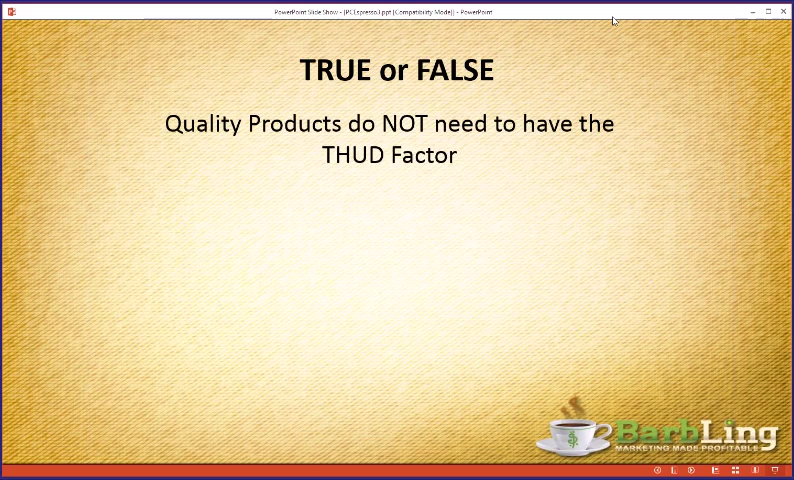 PowerPoint Slide Show - [PCEspresso3.ppt [Compatibility Mode]] - PowerPoint
TRUE or FALSE
Quality Products do NOT need to have the
THUD Factor
BarbLing
MARKETING MADE PROFITABLE